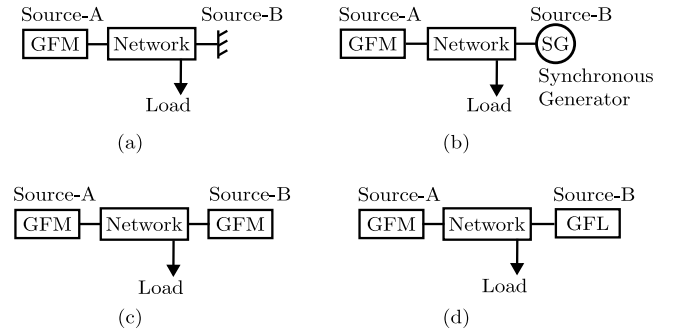 Source-A
Source-B
GFM
Network
Load
(a)
Source-A
Source-B
GFM
Network
SG
Synchronous
Generator
Load
(b)
Source-A
Source-B
GFM
Network
GFM
Load
(c)
Source-A
Source-B
GFM
Network
GFL
Load
(d)